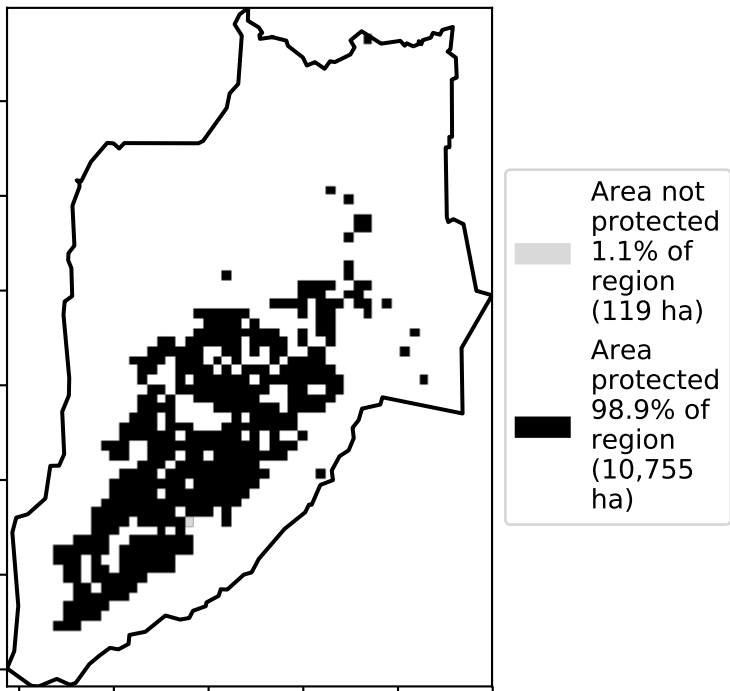 Area not
protected
1.1% of
region
(119 ha)
Area
protected
98.9% of
region
(10,755
ha)